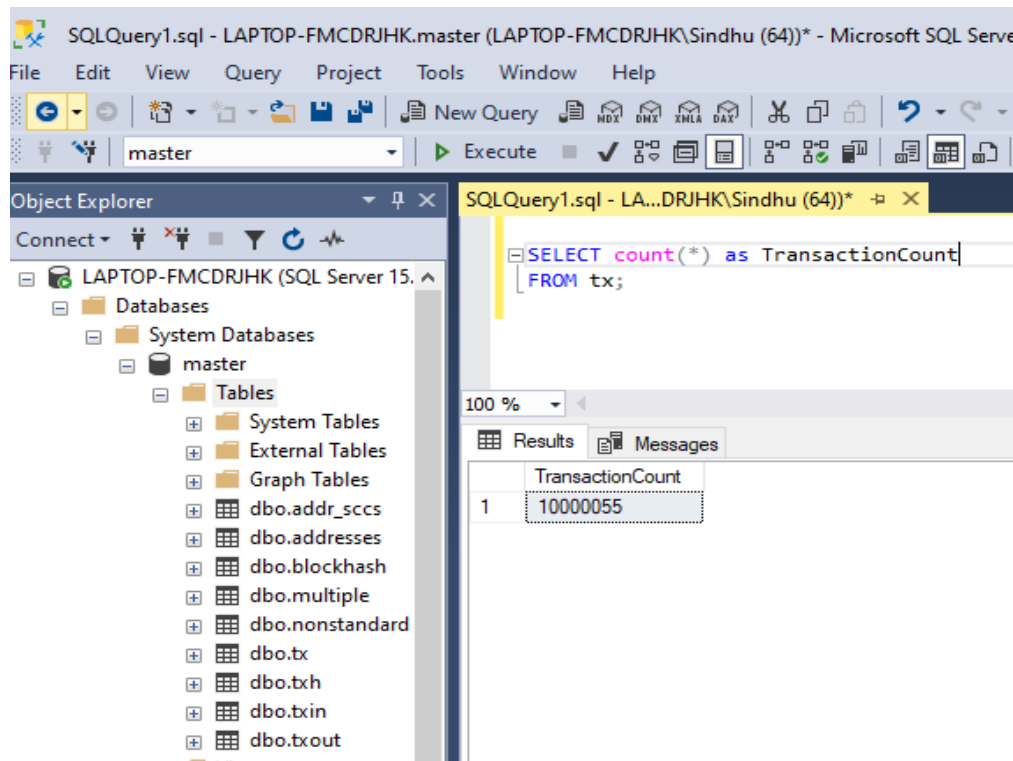 SQLQuery1.sql - LAPTOP-FMCDRJHK.master (LAPTOP-FMCDRJHK\Sindhu (64))* - Microsoft SQL Serve
File Edit View Query Project Tools Window Help
New Query MDX DMX XMLA DAX
master Execute
Object Explorer
Connect
LAPTOP-FMCDRJHK (SQL Server 15.
Databases
System Databases
master
Tables
System Tables
External Tables
Graph Tables
dbo.addr_sccs
dbo.addresses
dbo.blockhash
dbo.multiple
dbo.nonstandard
dbo.tx
dbo.txh
dbo.txin
dbo.txout
SQLQuery1.sql - LA...DRJHK\Sindhu (64))*
SELECT count(*) as TransactionCount
FROM tx;
100 %
Results Messages
TransactionCount
1 10000055